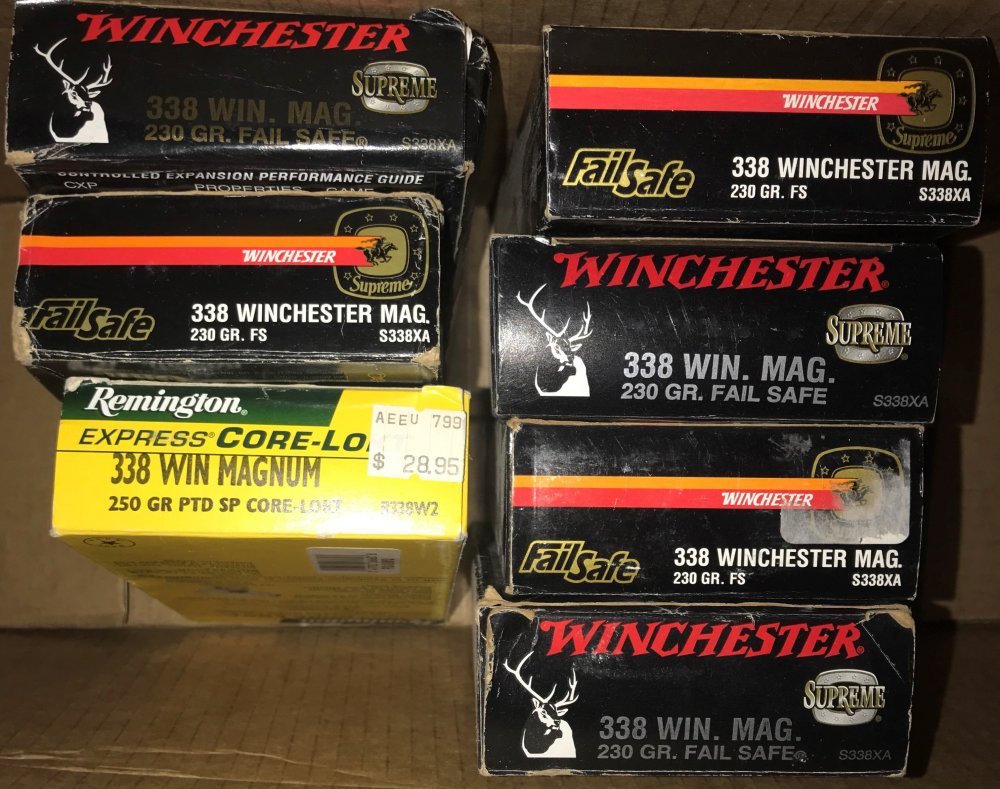 WINCHESTER
SUPREME
338 WIN. MAG.
230 GR. FAIL SAFE®
S338XA
CONTROLLED EXPANSION PERFORMANCE GUIDE
CXP PROPERTIES GAME
WINCHESTER
Supreme
FailSafe
338 WINCHESTER MAG.
230 GR. FS S338XA
Remington®
EXPRESS® CORE-LO
AEEU 799
$ 28.95
338 WIN MAGNUM
250 GR PTD SP CORE-LOKT R338W2
WINCHESTER
Supreme
FailSafe
338 WINCHESTER MAG.
230 GR. FS S338XA
WINCHESTER®
SUPREME
338 WIN. MAG.
230 GR. FAIL SAFE
S338XA
WINCHESTER
FailSafe
338 WINCHESTER MAG.
230 GR. FS S338XA
WINCHESTER®
SUPREME®
338 WIN. MAG.
230 GR. FAIL SAFE®
S338XA